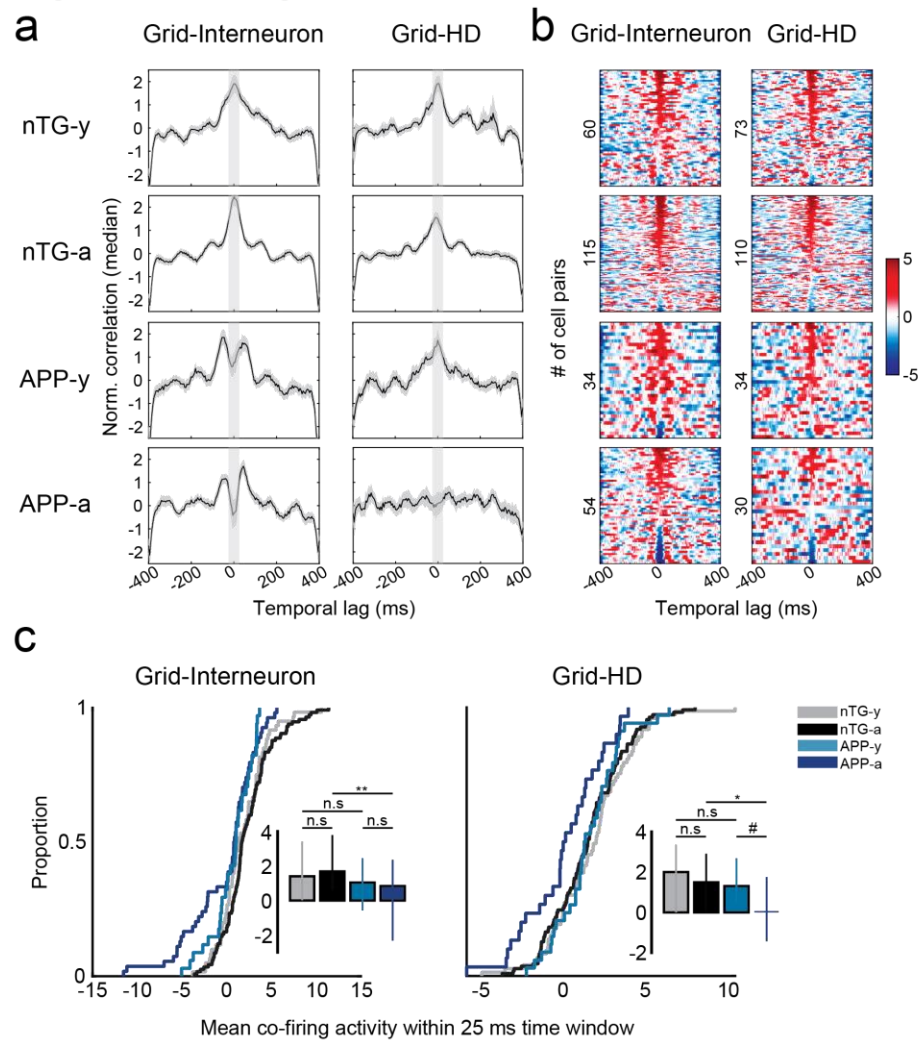 a
Grid-Interneuron
Grid-HD
b
Grid-Interneuron
Grid-HD
nTG-y
nTG-a
APP-y
APP-a
Norm. correlation (median)
2
1
0
-1
-2
2
1
0
-1
-2
2
1
0
-1
-2
2
1
0
-1
-2
-400
-200
0
200
400
-400
-200
0
200
400
Temporal lag (ms)
# of cell pairs
60
73
115
110
34
34
54
30
5
0
-5
-400
0
400
-400
0
400
Temporal lag (ms)
c
Grid-Interneuron
Grid-HD
Proportion
1
0.5
0
-15
-10
-5
0
5
10
15
4
2
0
-2
**
n.s
n.s
n.s
-5
0
5
10
4
2
0
-2
*
n.s
n.s
#
nTG-y
nTG-a
APP-y
APP-a
Mean co-firing activity within 25 ms time window